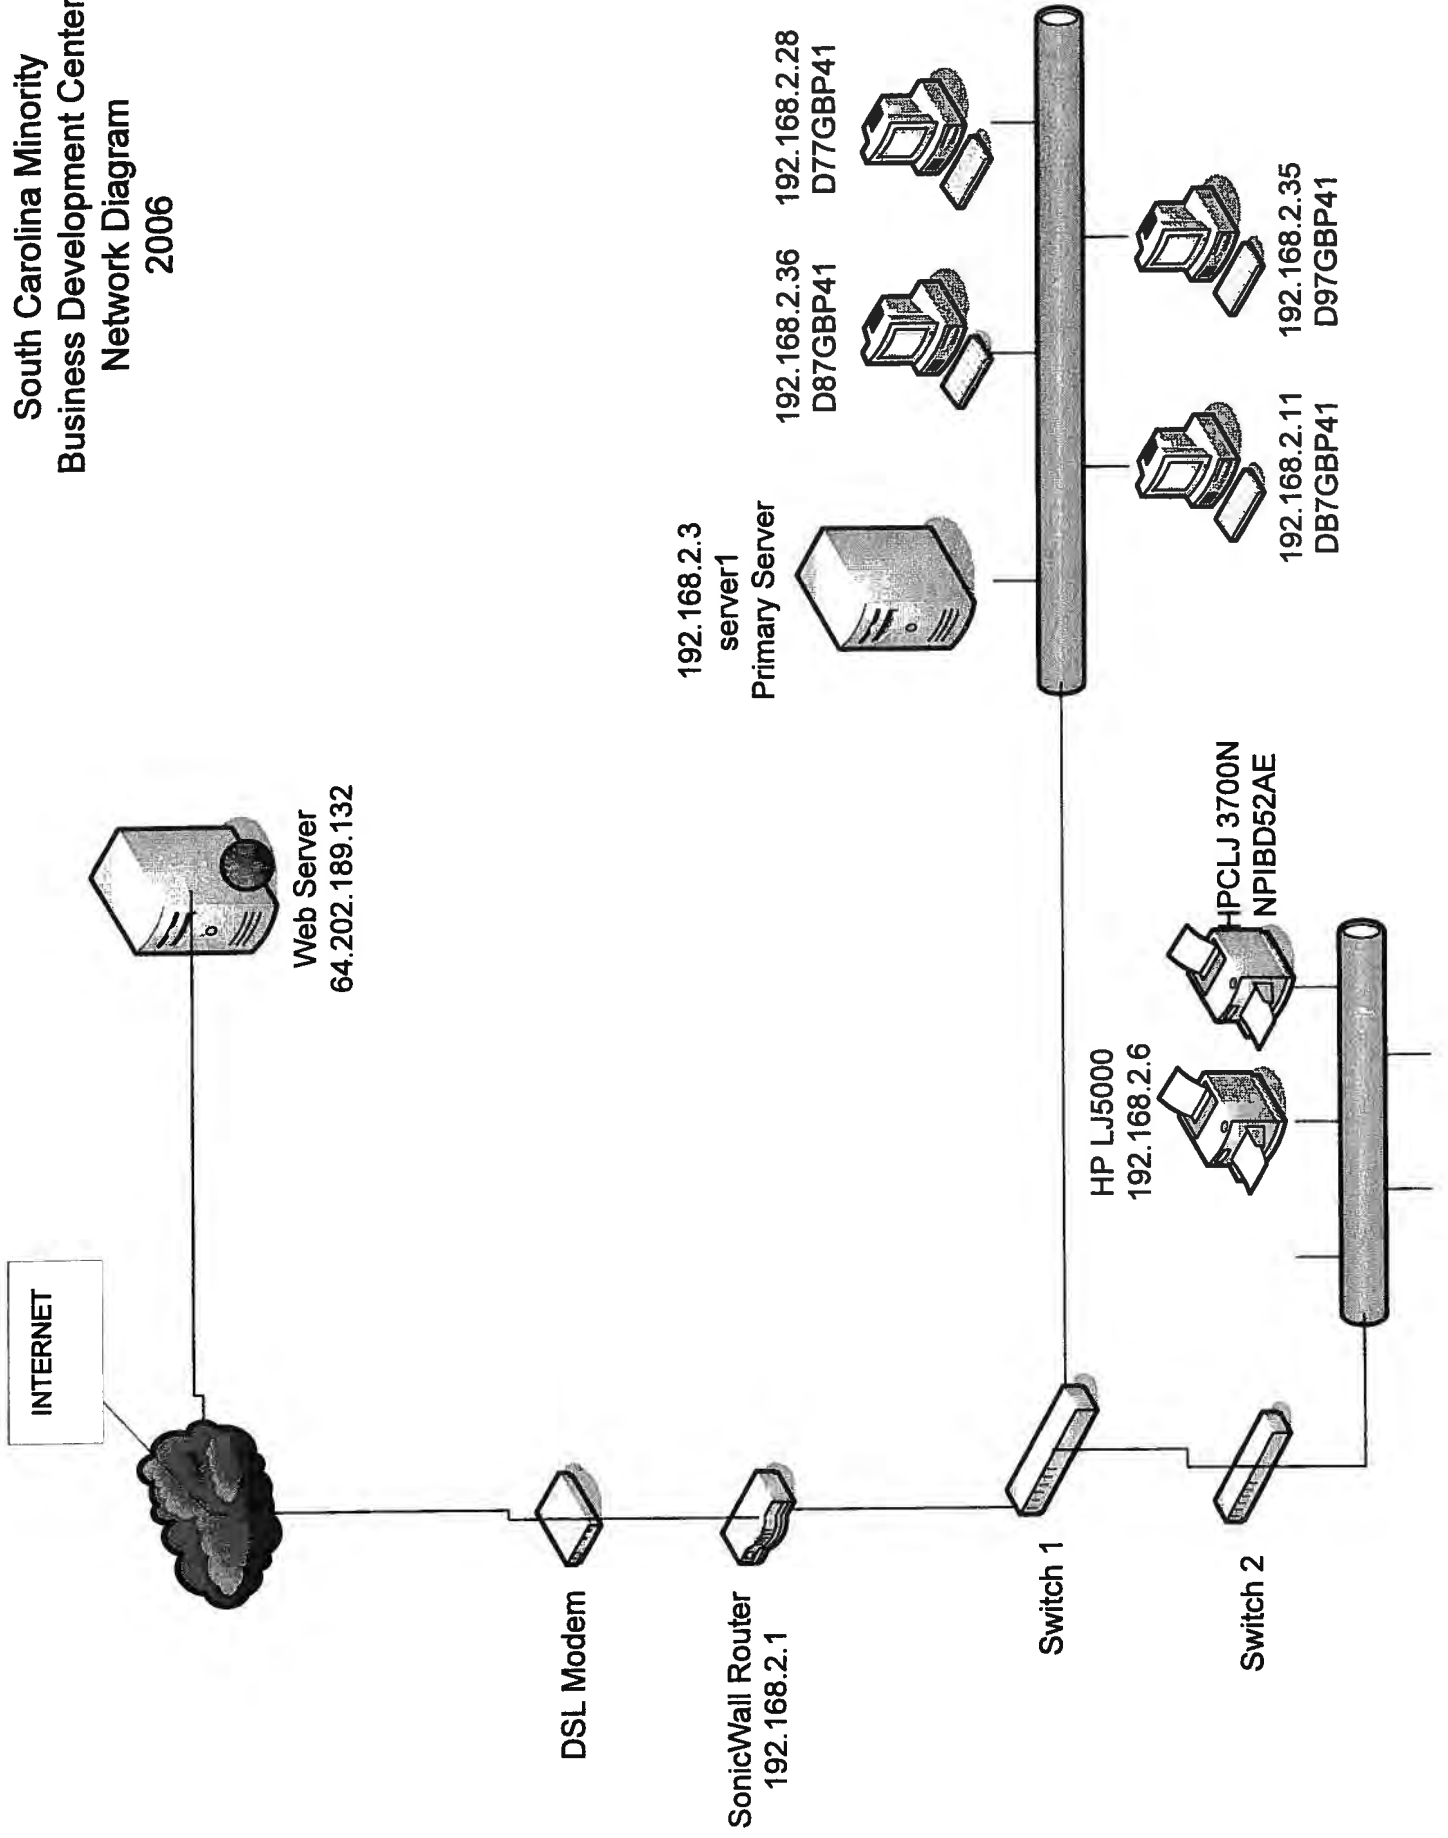 South Carolina Minority
Business Development Center
Network Diagram
2006
INTERNET
Web Server
64.202.189.132
DSL Modem
SonicWall Router
192.168.2.1
192.168.2.3
server1
Primary Server
192.168.2.36
D87GBP41
192.168.2.28
D77GBP41
Switch 1
HP LJ5000
192.168.2.6
HPCLJ 3700N
NPIBD52AE
192.168.2.11
DB7GBP41
192.168.2.35
D97GBP41
Switch 2